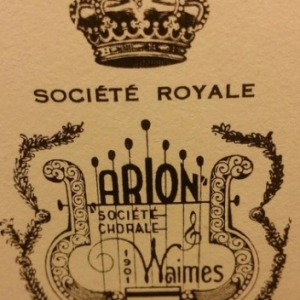 SOCIÉTÉ ROYALE
"ARION"
SOCIÉTÉ
CHORALE
1901
Waimes